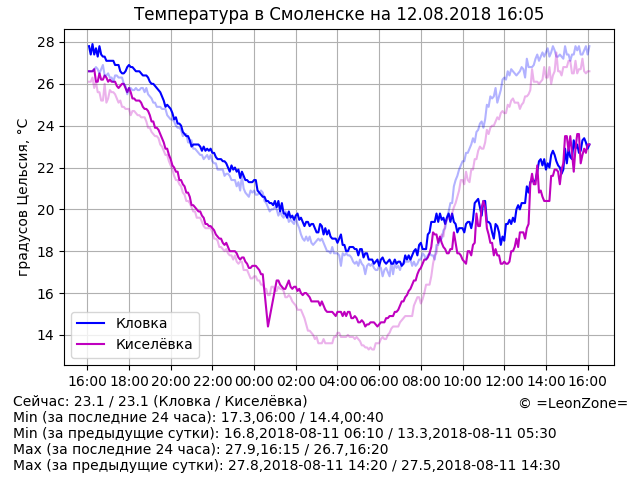 Температура в Смоленске на 12.08.2018 16:05
градусов Цельсия, °C
28
26
24
22
20
18
16
14
Кловка
Киселёвка
16:00 18:00 20:00 22:00 00:00 02:00 04:00 06:00 08:00 10:00 12:00 14:00 16:00
Сейчас: 23.1 / 23.1 (Кловка / Киселёвка)
© =LeonZone=
Min (за последние 24 часа): 17.3,06:00 / 14.4,00:40
Min (за предыдущие сутки): 16.8,2018-08-11 06:10 / 13.3,2018-08-11 05:30
Max (за последние 24 часа): 27.9,16:15 / 26.7,16:20
Max (за предыдущие сутки): 27.8,2018-08-11 14:20 / 27.5,2018-08-11 14:30